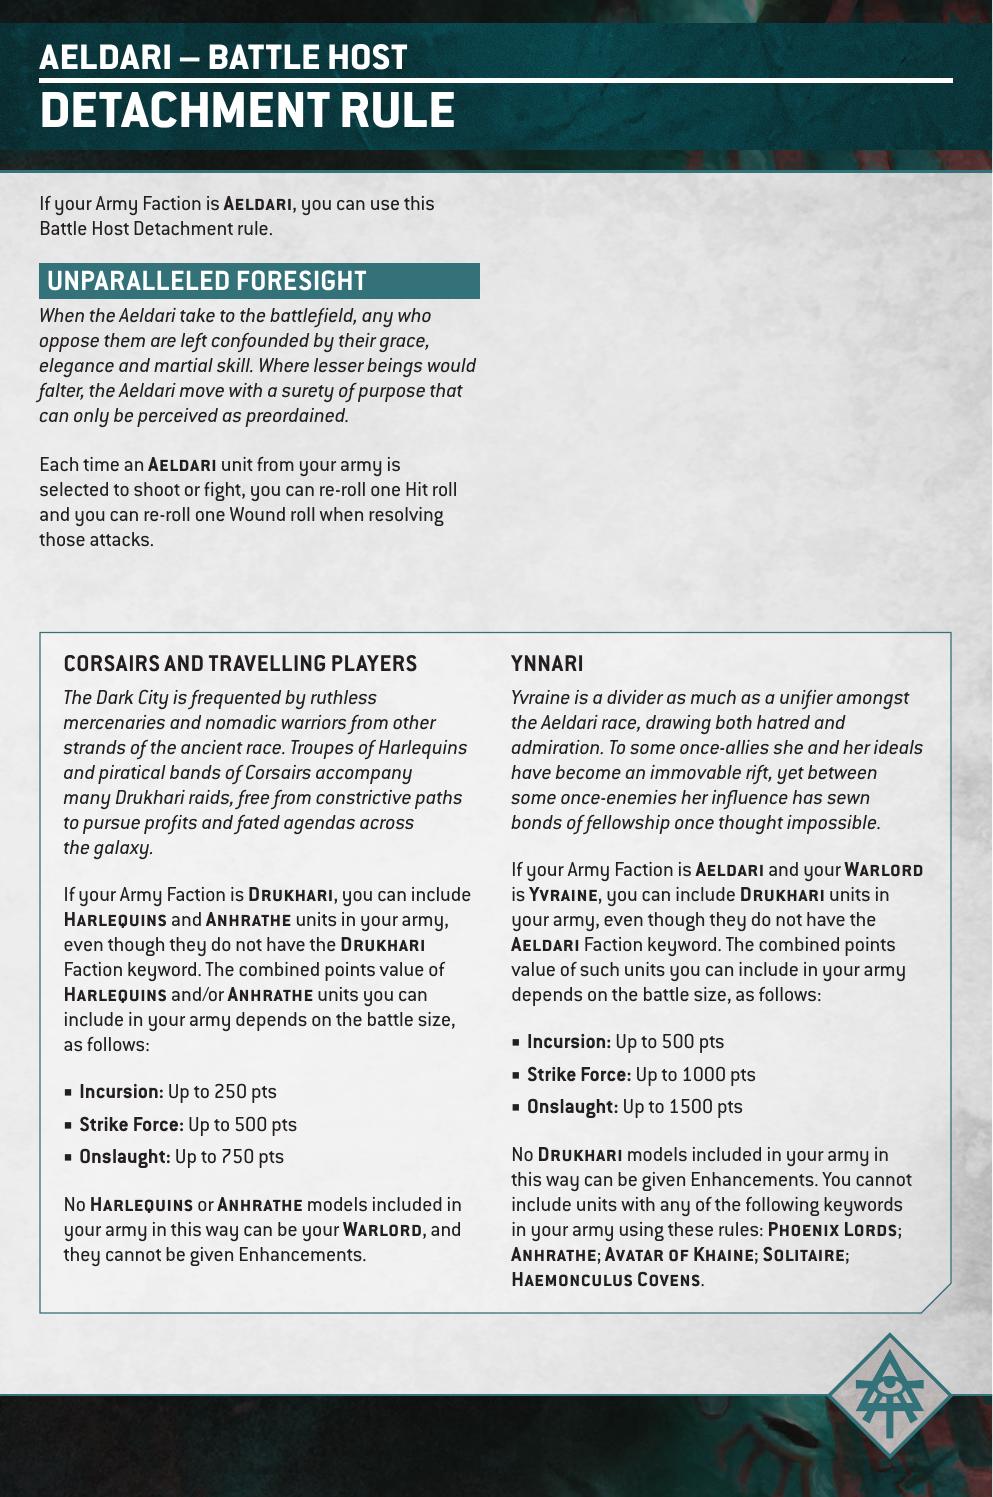 AELDARI – BATTLE HOST
DETACHMENT RULE
If your Army Faction is AELDARI, you can use this
Battle Host Detachment rule.
UNPARALLELED FORESIGHT
When the Aeldari take to the battlefield, any who
oppose them are left confounded by their grace,
elegance and martial skill. Where lesser beings would
falter, the Aeldari move with a surety of purpose that
can only be perceived as preordained.
Each time an AELDARI unit from your army is
selected to shoot or fight, you can re-roll one Hit roll
and you can re-roll one Wound roll when resolving
those attacks.
CORSAIRS AND TRAVELLING PLAYERS
The Dark City is frequented by ruthless
mercenaries and nomadic warriors from other
strands of the ancient race. Troupes of Harlequins
and piratical bands of Corsairs accompany
many Drukhari raids, free from constrictive paths
to pursue profits and fated agendas across
the galaxy.
If your Army Faction is DRUKHARI, you can include
HARLEQUINS and ANHRATHE units in your army,
even though they do not have the DRUKHARI
Faction keyword. The combined points value of
HARLEQUINS and/or ANHRATHE units you can
include in your army depends on the battle size,
as follows:
▪ Incursion: Up to 250 pts
▪ Strike Force: Up to 500 pts
▪ Onslaught: Up to 750 pts
No HARLEQUINS or ANHRATHE models included in
your army in this way can be your WARLORD, and
they cannot be given Enhancements.
YNNARI
Yvraine is a divider as much as a unifier amongst
the Aeldari race, drawing both hatred and
admiration. To some once-allies she and her ideals
have become an immovable rift, yet between
some once-enemies her influence has sewn
bonds of fellowship once thought impossible.
If your Army Faction is AELDARI and your WARLORD
is YVRAINE, you can include DRUKHARI units in
your army, even though they do not have the
AELDARI Faction keyword. The combined points
value of such units you can include in your army
depends on the battle size, as follows:
▪ Incursion: Up to 500 pts
▪ Strike Force: Up to 1000 pts
▪ Onslaught: Up to 1500 pts
No DRUKHARI models included in your army in
this way can be given Enhancements. You cannot
include units with any of the following keywords
in your army using these rules: PHOENIX LORDS;
ANHRATHE; AVATAR OF KHAINE; SOLITAIRE;
HAEMONCULUS COVENS.